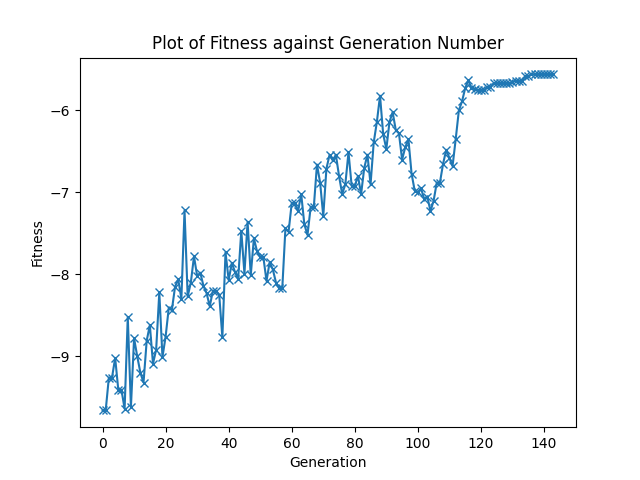 Plot of Fitness against Generation Number
−6
−7
−8
−9
Fitness
0 20 40 60 80 100 120 140
Generation